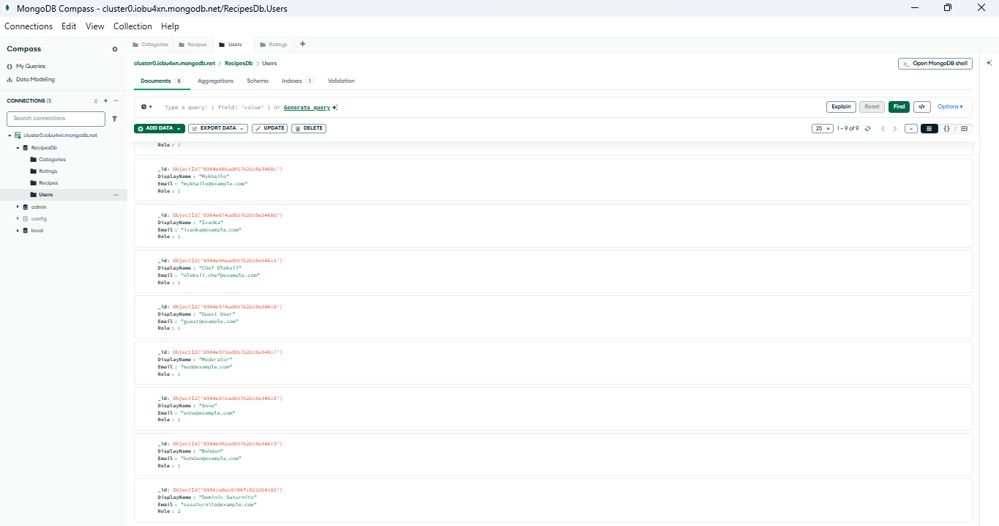 MongoDB Compass - cluster0.iobu4xn.mongodb.net/RecipesDb.Users
Connections Edit View Collection Help
Compass
My Queries
Data Modeling
CONNECTIONS (1)
Search connections
cluster0.iobu4xn.mongodb.net
RecipesDb
Categories
Ratings
Recipes
Users
admin
config
local
Categories Recipes Users Ratings
cluster0.iobu4xn.mongodb.net > RecipesDb > Users
>_ Open MongoDB shell
Documents 8 Aggregations Schema Indexes 1 Validation
Type a query: { field: 'value' } or Generate query
Explain Reset Find </> Options
ADD DATA EXPORT DATA UPDATE DELETE
25 1 – 9 of 9 {}
Role : 1
_id: ObjectId('6904e06bad057b2b10e3460c')
DisplayName : "Mykhailo"
Email : "mykhailo@example.com"
Role : 1
_id: ObjectId('6904e074ad057b2b10e3460d')
DisplayName : "Ivanka"
Email : "ivanka@example.com"
Role : 1
_id: ObjectId('6904e96ead057b2b10e34615')
DisplayName : "Chef Oleksii"
Email : "oleksii.chef@example.com"
Role : 1
_id: ObjectId('6904e974ad057b2b10e34616')
DisplayName : "Guest User"
Email : "guest@example.com"
Role : 1
_id: ObjectId('6904e979ad057b2b10e34617')
DisplayName : "Moderator"
Email : "mod@example.com"
Role : 1
_id: ObjectId('6904e97ead057b2b10e34618')
DisplayName : "Anna"
Email : "anna@example.com"
Role : 1
_id: ObjectId('6904e982ad057b2b10e34619')
DisplayName : "Bohdan"
Email : "bohdan@example.com"
Role : 1
_id: ObjectId('69061a0ac6706fc822d54185')
DisplayName : "Dominic Saturnito"
Email : "sssaturnito@example.com"
Role : 2